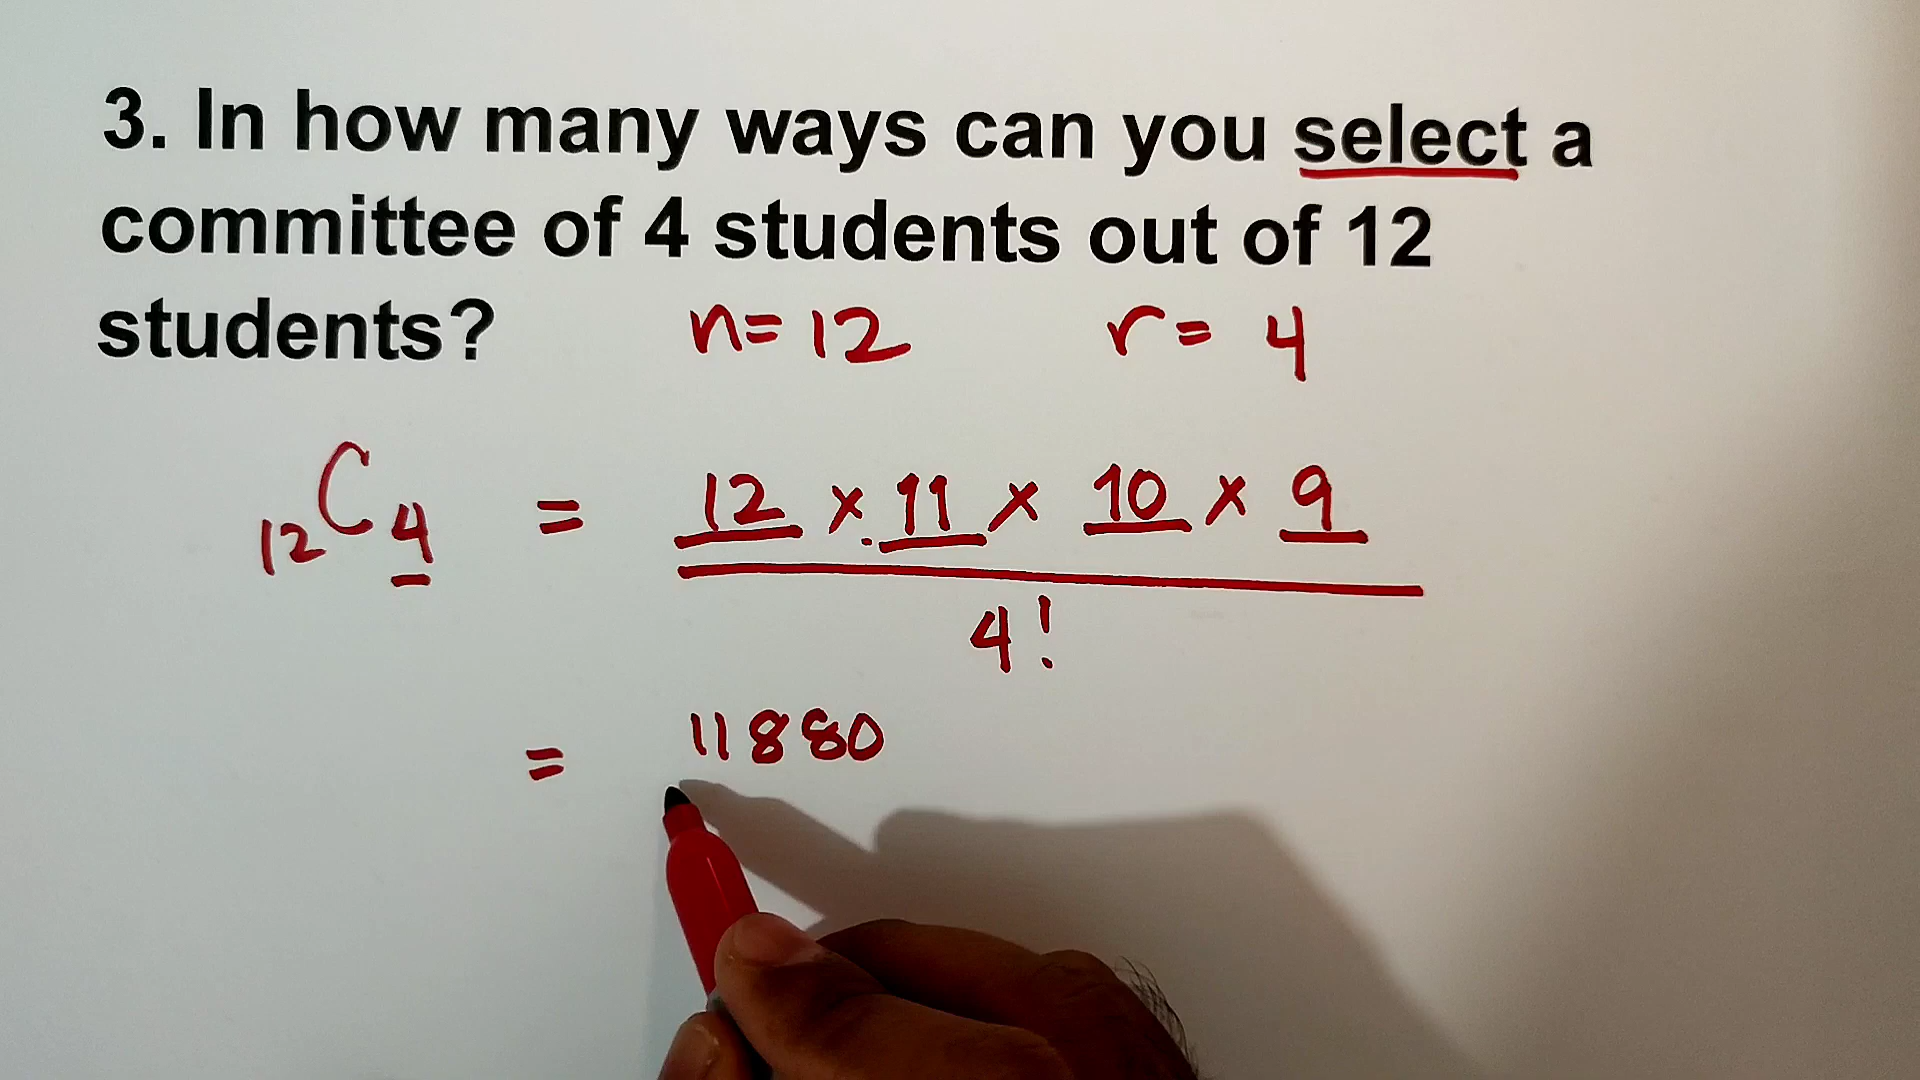 3. In how many ways can you select a
committee of 4 students out of 12
students? n=12 r= 4
12C4 = 12 × 11 × 10 × 9
4!
= 11880